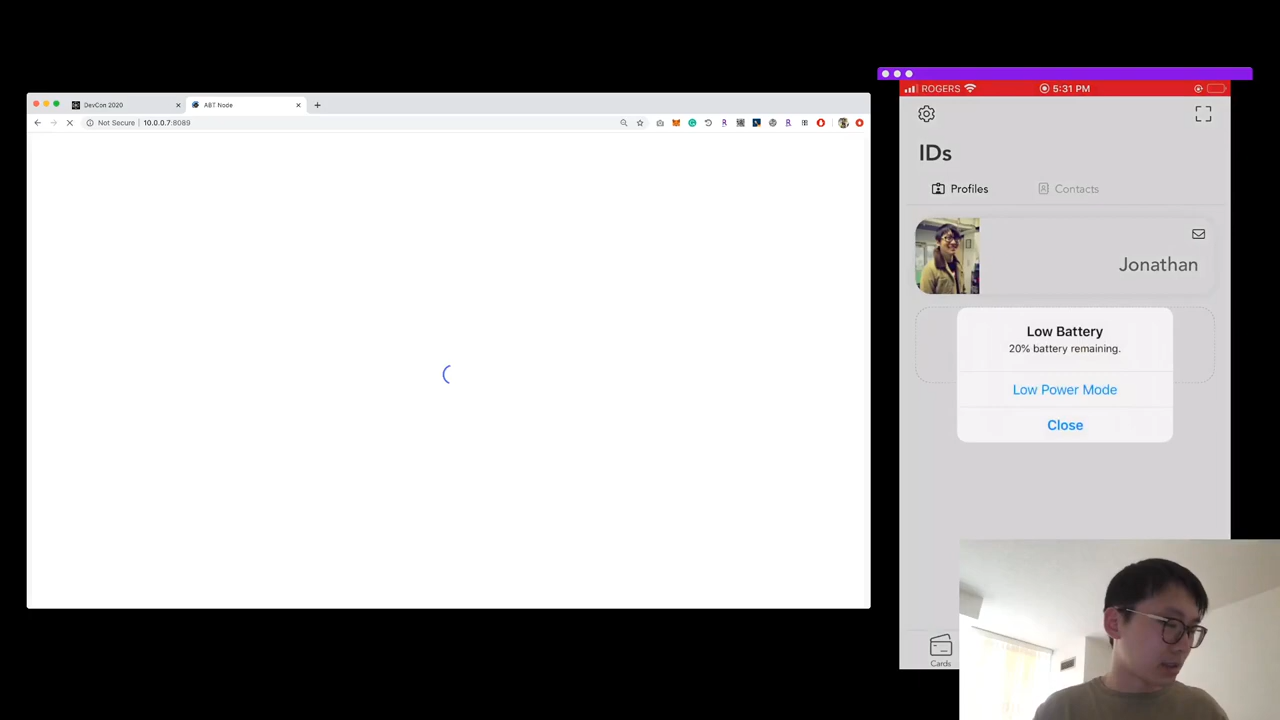 DevCon 2020
ABT Node
Not Secure
10.0.0.7:8089
ROGERS
5:31 PM
IDs
Profiles
Contacts
Jonathan
Low Battery
20% battery remaining.
Low Power Mode
Close
Cards